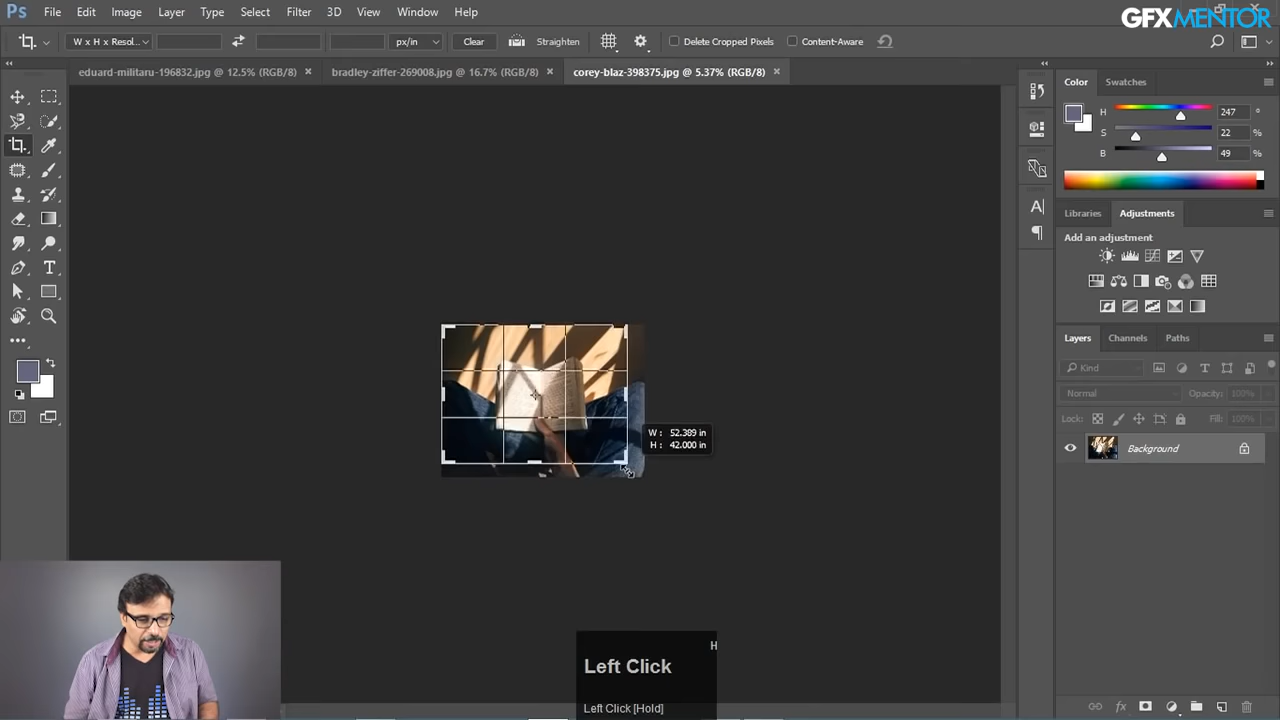 Ps File Edit Image Layer Type Select Filter 3D View Window Help
GFXMENTOR
W x H x Resol... px/in Clear Straighten Delete Cropped Pixels Content-Aware
eduard-militaru-196832.jpg @ 12.5% (RGB/8) × bradley-ziffer-269008.jpg @ 16.7% (RGB/8) × corey-blaz-398375.jpg @ 5.37% (RGB/8) ×
Color Swatches
H 247 °
S 22 %
B 49 %
Libraries Adjustments
Add an adjustment
Layers Channels Paths
Kind
Normal Opacity: 100%
Lock: Fill: 100%
Background
W : 52.389 in
H : 42.000 in
H
Left Click
Left Click [Hold]